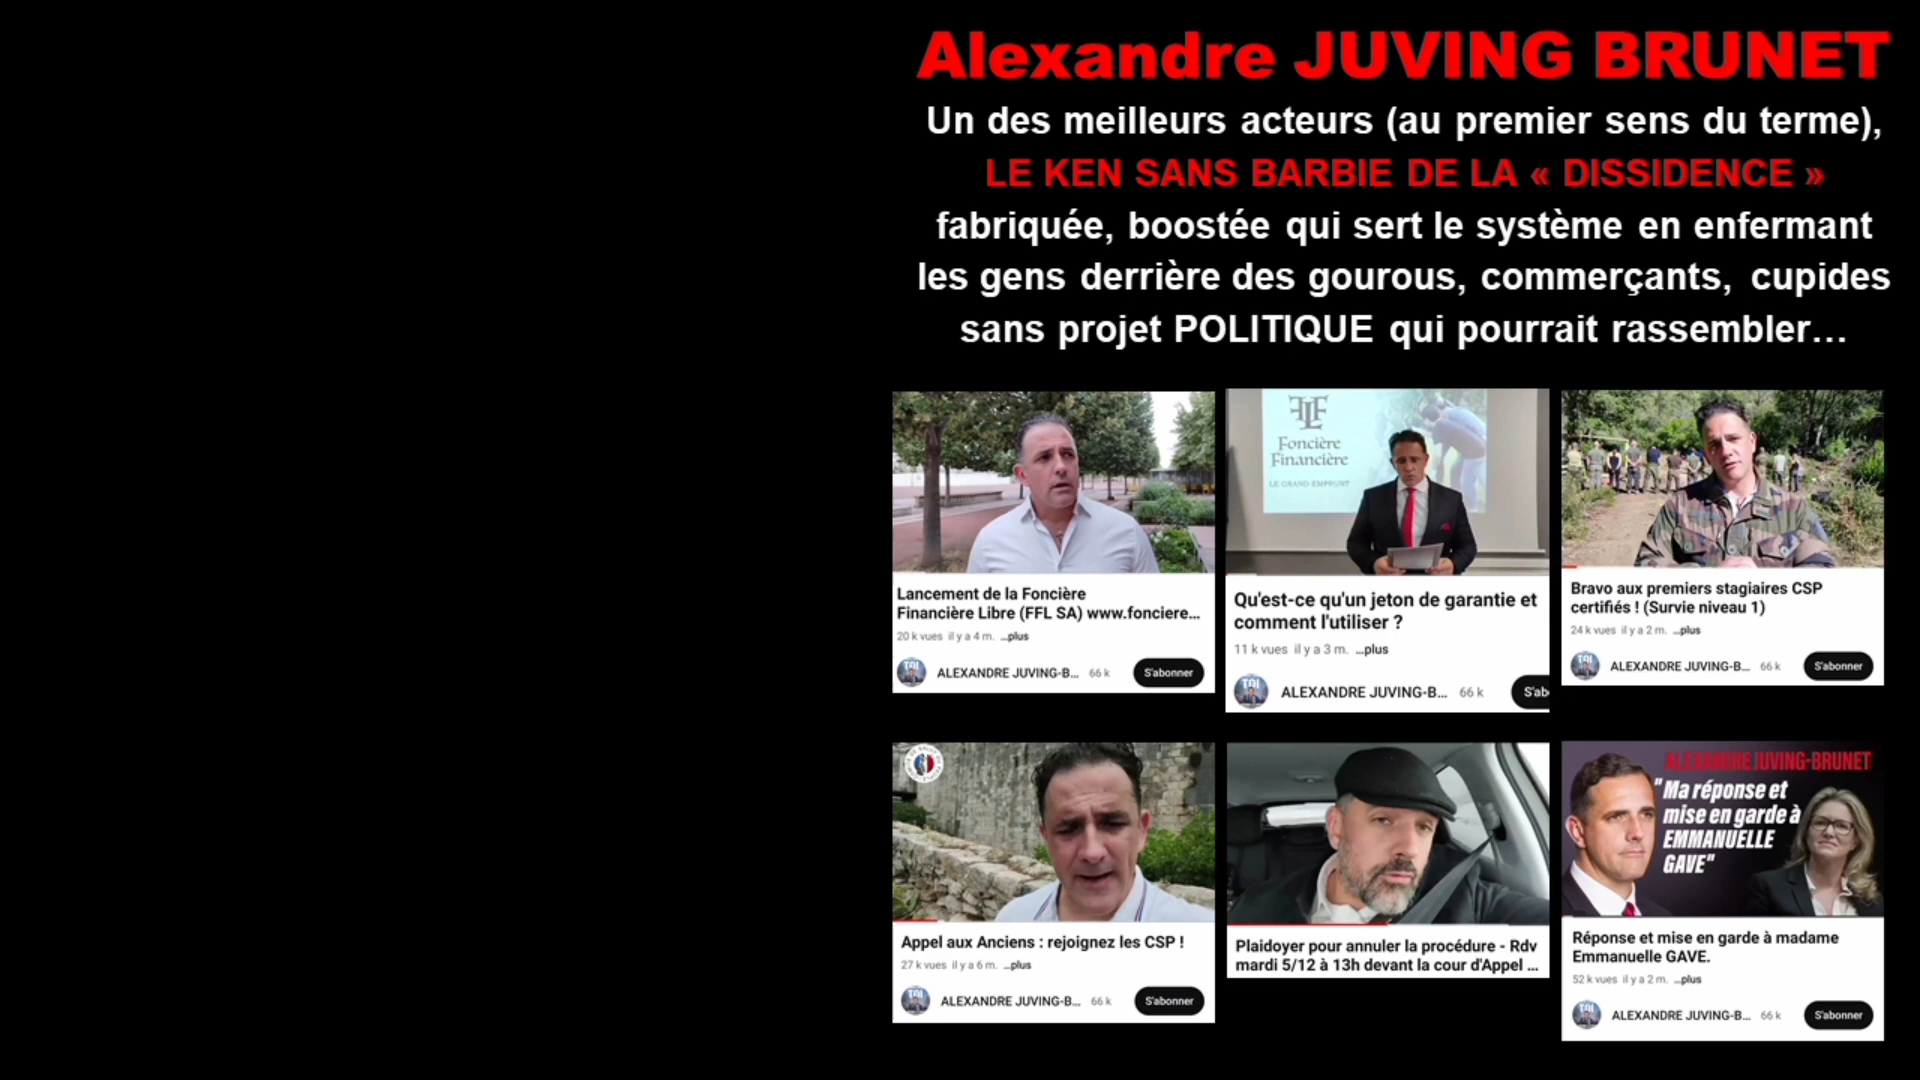 Alexandre JUVING BRUNET
Un des meilleurs acteurs (au premier sens du terme),
LE KEN SANS BARBIE DE LA « DISSIDENCE »
fabriquée, boostée qui sert le système en enfermant
les gens derrière des gourous, commerçants, cupides
sans projet POLITIQUE qui pourrait rassembler…
Lancement de la Foncière
Financière Libre (FFL SA) www.fonciere...
20 k vues il y a 4 m. ...plus
ALEXANDRE JUVING-B... 66 k S'abonner
Foncière
Financière
LE GRAND EMPRUNT
Qu'est-ce qu'un jeton de garantie et
comment l'utiliser ?
11 k vues il y a 3 m. ...plus
ALEXANDRE JUVING-B... 66 k S'ab
Bravo aux premiers stagiaires CSP
certifiés ! (Survie niveau 1)
24 k vues il y a 2 m. ...plus
ALEXANDRE JUVING-B... 66 k S'abonner
Appel aux Anciens : rejoignez les CSP !
27 k vues il y a 6 m. ...plus
ALEXANDRE JUVING-B... 66 k S'abonner
Plaidoyer pour annuler la procédure - Rdv
mardi 5/12 à 13h devant la cour d'Appel ...
ALEXANDRE JUVING-BRUNET
"Ma réponse et
mise en garde à
EMMANUELLE
GAVE"
Réponse et mise en garde à madame
Emmanuelle GAVE.
52 k vues il y a 2 m. ...plus
ALEXANDRE JUVING-B... 66 k S'abonner